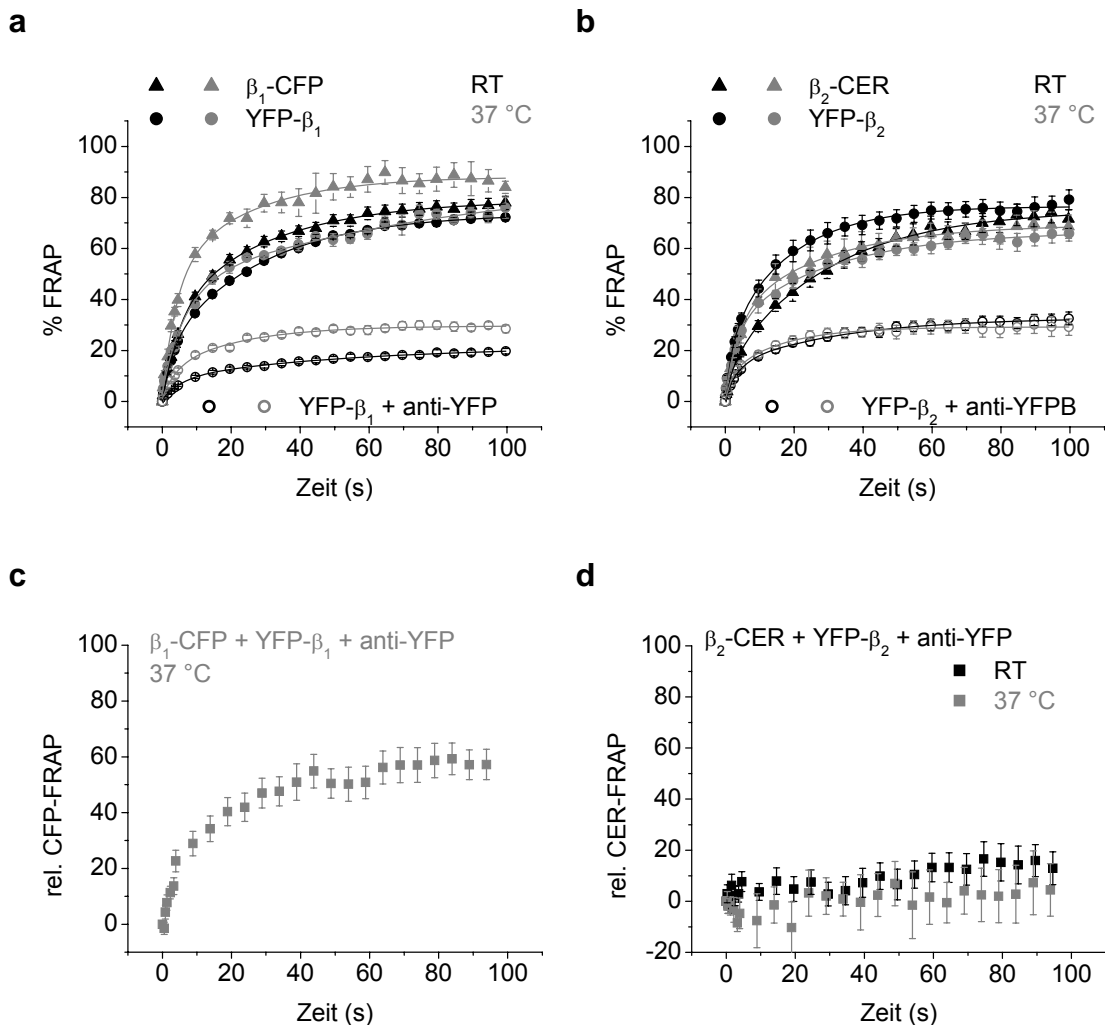 a
β1-CFP RT
YFP-β1 37 °C
100
80
60
40
20
0
% FRAP
YFP-β1 + anti-YFP
0 20 40 60 80 100
Zeit (s)
b
β2-CER RT
YFP-β2 37 °C
100
80
60
40
20
0
% FRAP
YFP-β2 + anti-YFPB
0 20 40 60 80 100
Zeit (s)
c
β1-CFP + YFP-β1 + anti-YFP
37 °C
100
80
60
40
20
0
rel. CFP-FRAP
0 20 40 60 80 100
Zeit (s)
d
β2-CER + YFP-β2 + anti-YFP
RT
37 °C
100
80
60
40
20
0
-20
rel. CER-FRAP
0 20 40 60 80 100
Zeit (s)